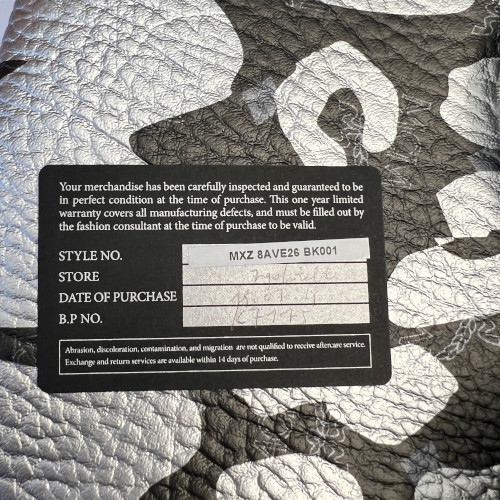 Your merchandise has been carefully inspected and guaranteed to be
in perfect condition at the time of purchase. This one year limited
warranty covers all manufacturing defects, and must be filled out by
the fashion consultant at the time of purchase to be valid.
STYLE NO. MXZ 8AVE26 BK001
STORE
DATE OF PURCHASE
B.P NO.
Abrasion, discoloration, contamination, and migration are not qualified to receive aftercare service.
Exchange and return services are available within 14 days of purchase.